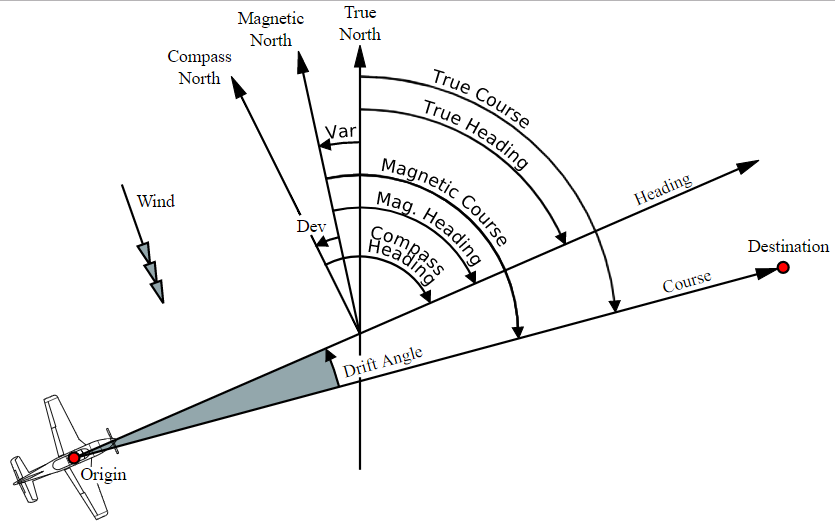 True
North
Magnetic
North
Compass
North
True Course
True Heading
Var
Magnetic Course
Mag. Heading
Wind
Heading
Dev
Compass
Heading
Destination
Course
Drift Angle
Origin